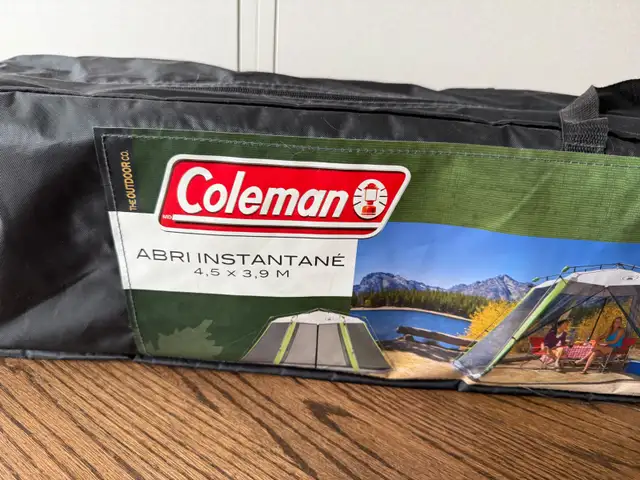 THE OUTDOOR CO.
Coleman
ABRI INSTANTANÉ
4,5 x 3,9 M